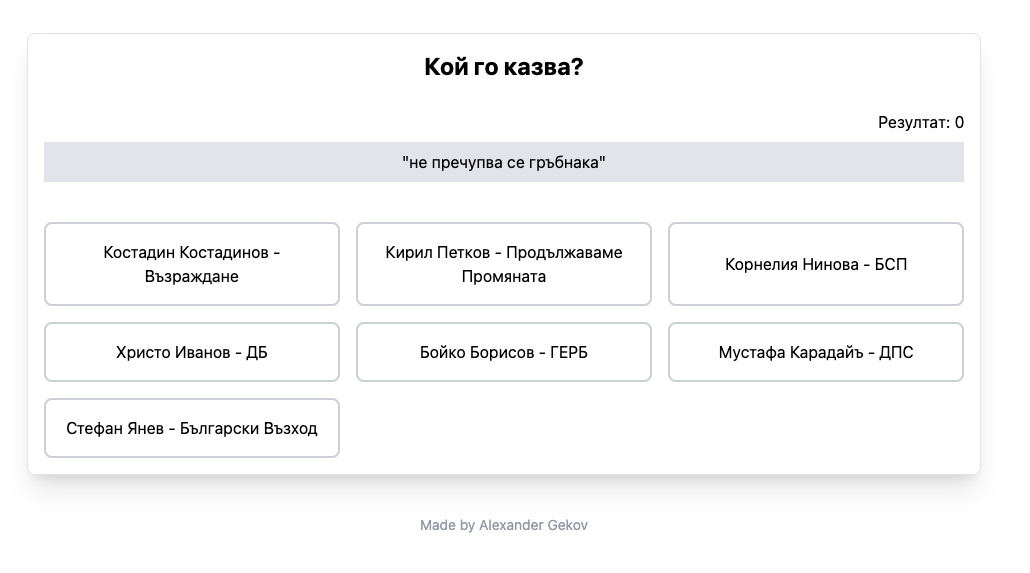 Кой го казва?
Резултат: 0
"не пречупва се гръбнака"
Костадин Костадинов -
Възраждане
Кирил Петков - Продължаваме
Промяната
Корнелия Нинова - БСП
Христо Иванов - ДБ
Бойко Борисов - ГЕРБ
Мустафа Карадайъ - ДПС
Стефан Янев - Български Възход
Made by Alexander Gekov